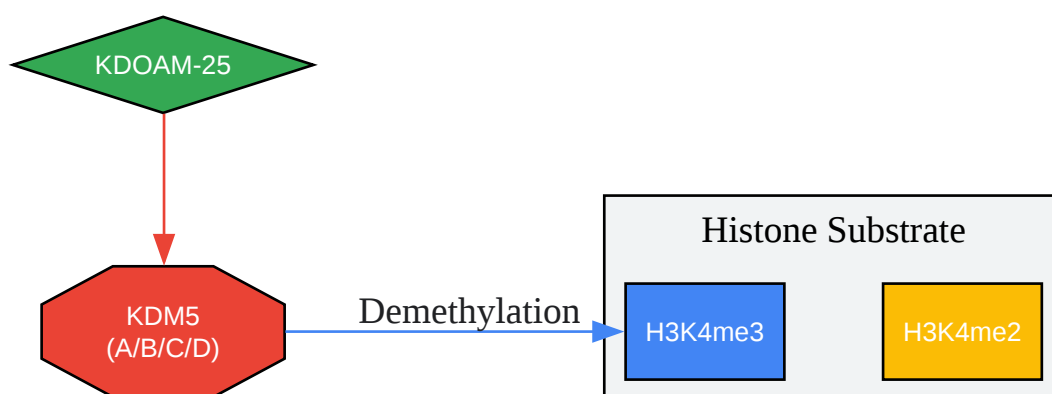 KDOAM-25
Histone Substrate
KDM5
(A/B/C/D)
Demethylation
H3K4me3
H3K4me2